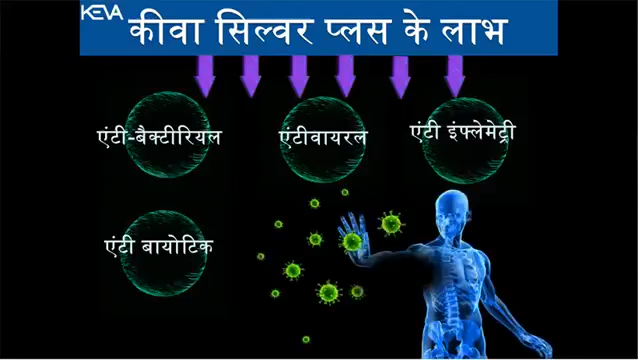 KEVA
कीवा सिल्वर प्लस के लाभ
एंटी-बैक्टीरियल
एंटीवायरल
एंटी इंफ्लेमेट्री
एंटी बायोटिक